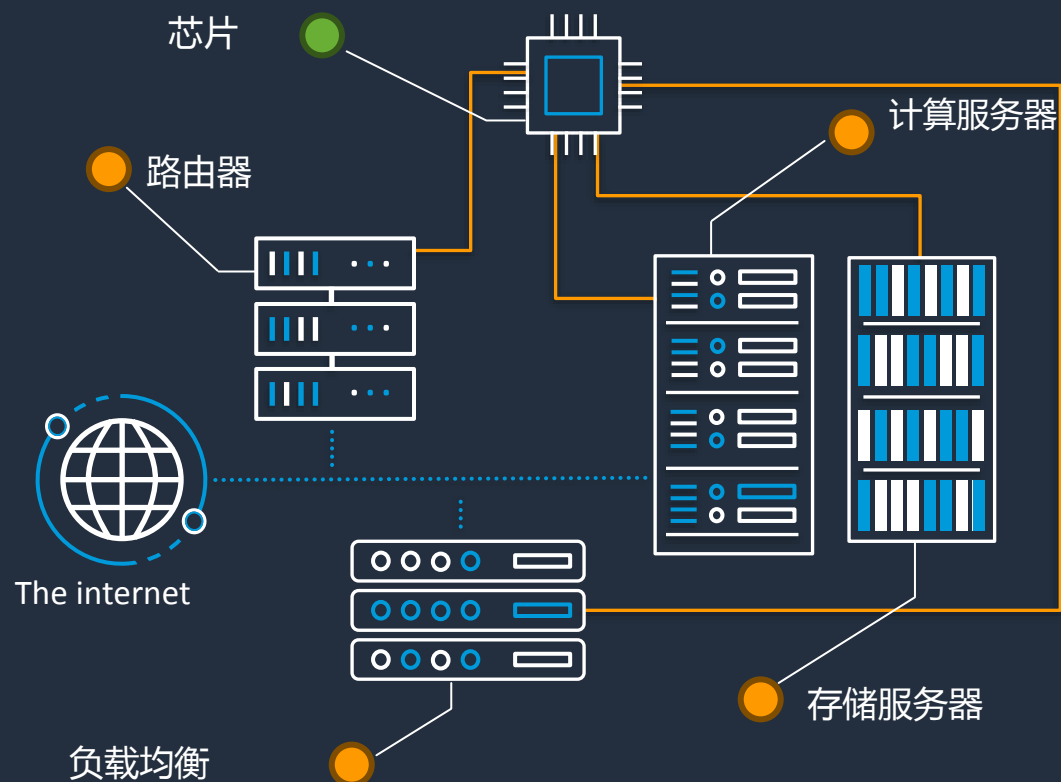 芯片
计算服务器
路由器
The internet
存储服务器
负载均衡